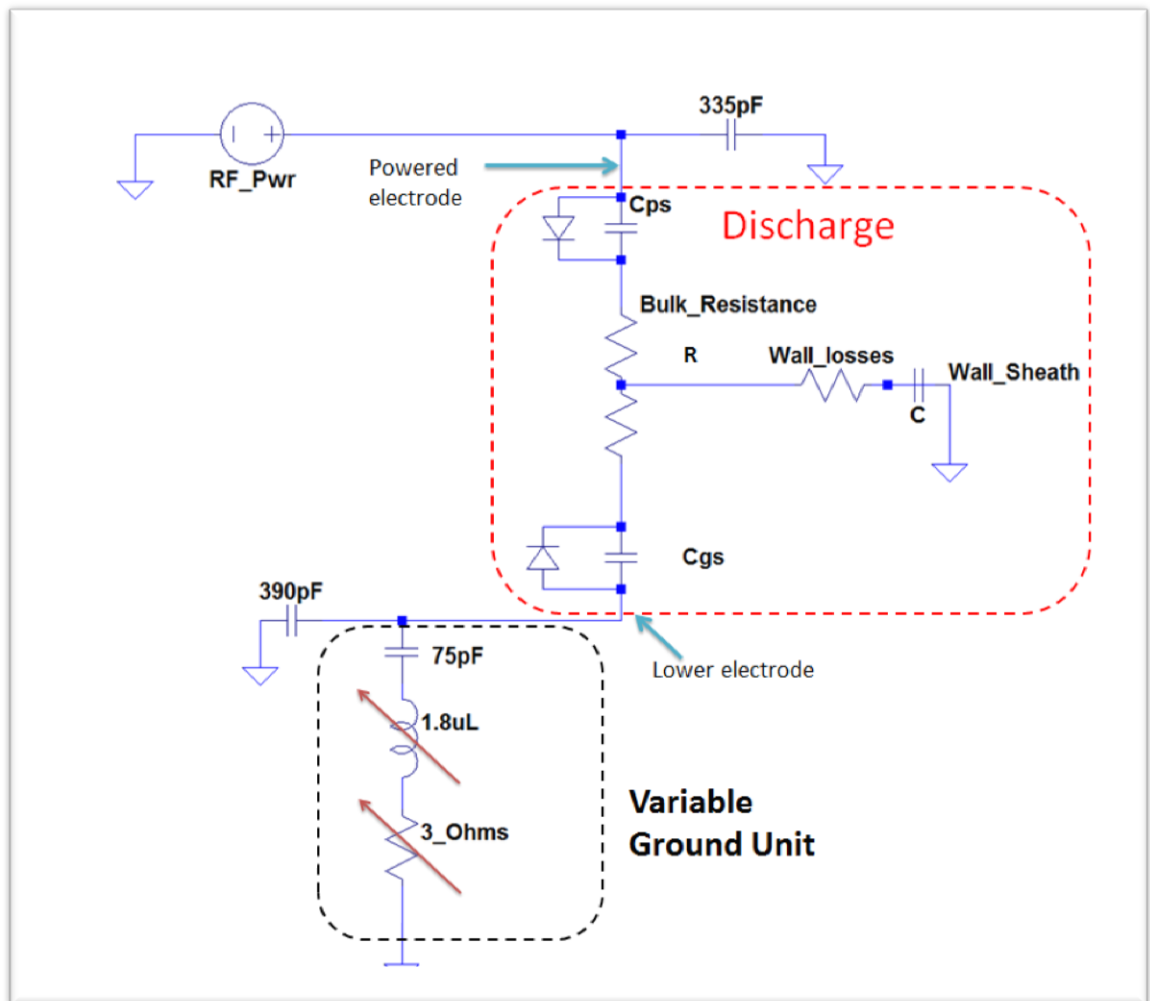 335pF
RF_Pwr
Powered
electrode
Cps
Discharge
Bulk_Resistance
R
Wall_losses
Wall_Sheath
C
Cgs
390pF
75pF
Lower electrode
1.8uL
3_Ohms
Variable
Ground Unit